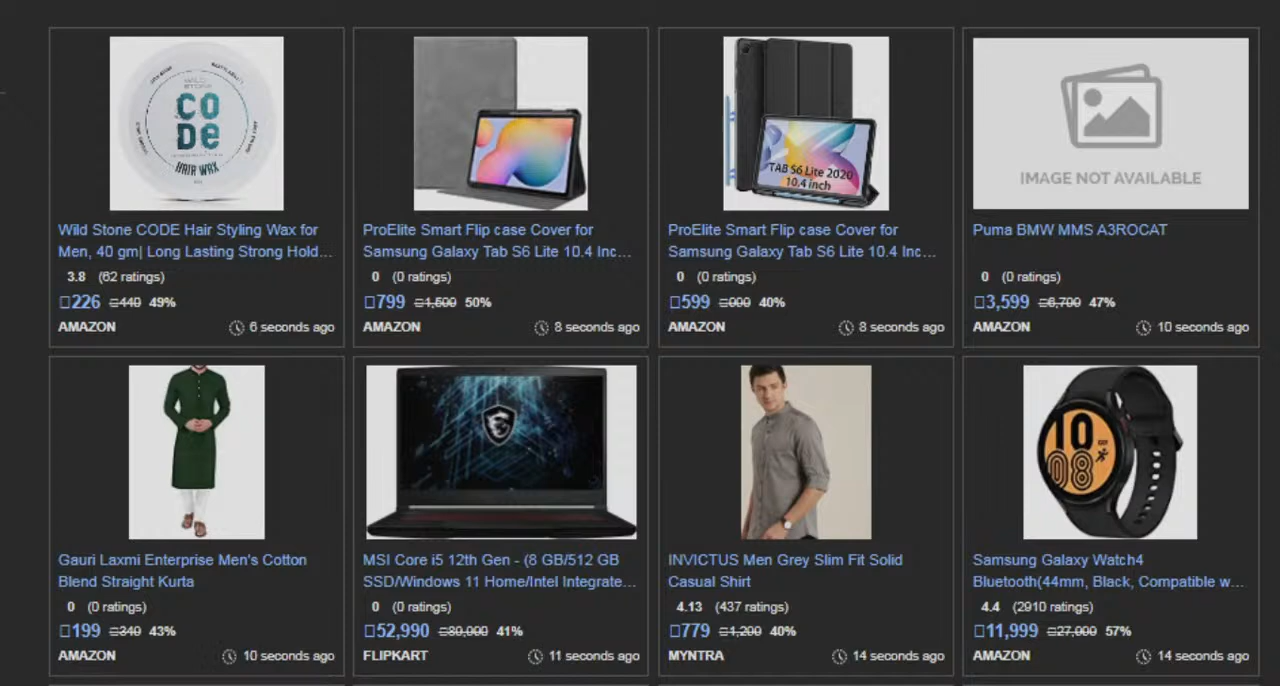 CODE
HAIR WAX
TAB S6 Lite 2020
10.4 inch
IMAGE NOT AVAILABLE
Wild Stone CODE Hair Styling Wax for
Men, 40 gm| Long Lasting Strong Hold...
3.8 (62 ratings)
226 440 49%
AMAZON 6 seconds ago
ProElite Smart Flip case Cover for
Samsung Galaxy Tab S6 Lite 10.4 Inc...
0 (0 ratings)
799 1,500 50%
AMAZON 8 seconds ago
ProElite Smart Flip case Cover for
Samsung Galaxy Tab S6 Lite 10.4 Inc...
0 (0 ratings)
599 40%
AMAZON 8 seconds ago
Puma BMW MMS A3ROCAT
0 (0 ratings)
3,599 6,700 47%
AMAZON 10 seconds ago
10
08
Gauri Laxmi Enterprise Men's Cotton
Blend Straight Kurta
0 (0 ratings)
199 340 43%
AMAZON 10 seconds ago
MSI Core i5 12th Gen - (8 GB/512 GB
SSD/Windows 11 Home/Intel Integrate...
0 (0 ratings)
52,990 41%
FLIPKART 11 seconds ago
INVICTUS Men Grey Slim Fit Solid
Casual Shirt
4.13 (437 ratings)
779 1,200 40%
MYNTRA 14 seconds ago
Samsung Galaxy Watch4
Bluetooth(44mm, Black, Compatible w...
4.4 (2910 ratings)
11,999 27,000 57%
AMAZON 14 seconds ago